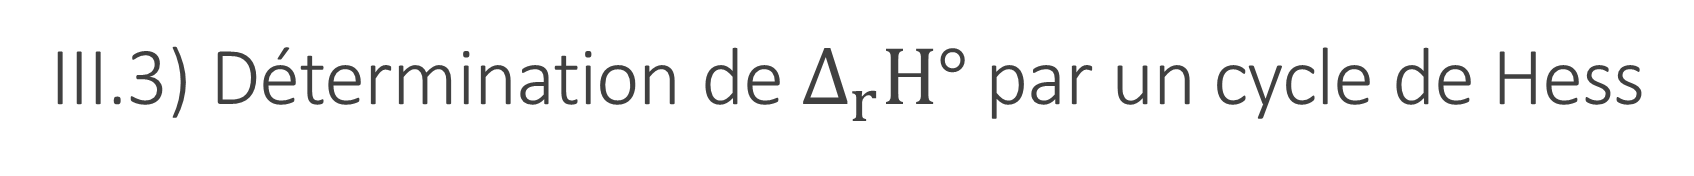 III.3) Détermination de ΔᵣH° par un cycle de Hess